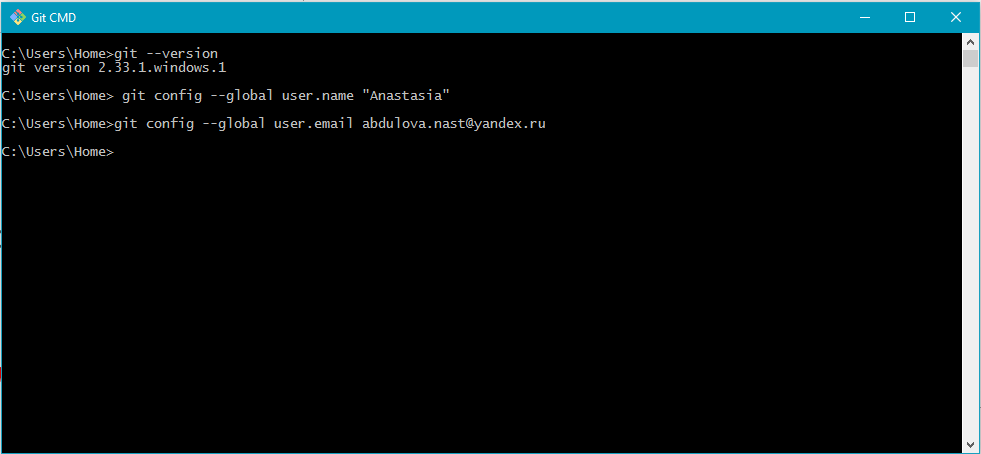 Git CMD
C:\Users\Home>git --version
git version 2.33.1.windows.1
C:\Users\Home> git config --global user.name "Anastasia"
C:\Users\Home>git config --global user.email abdulova.nast@yandex.ru
C:\Users\Home>